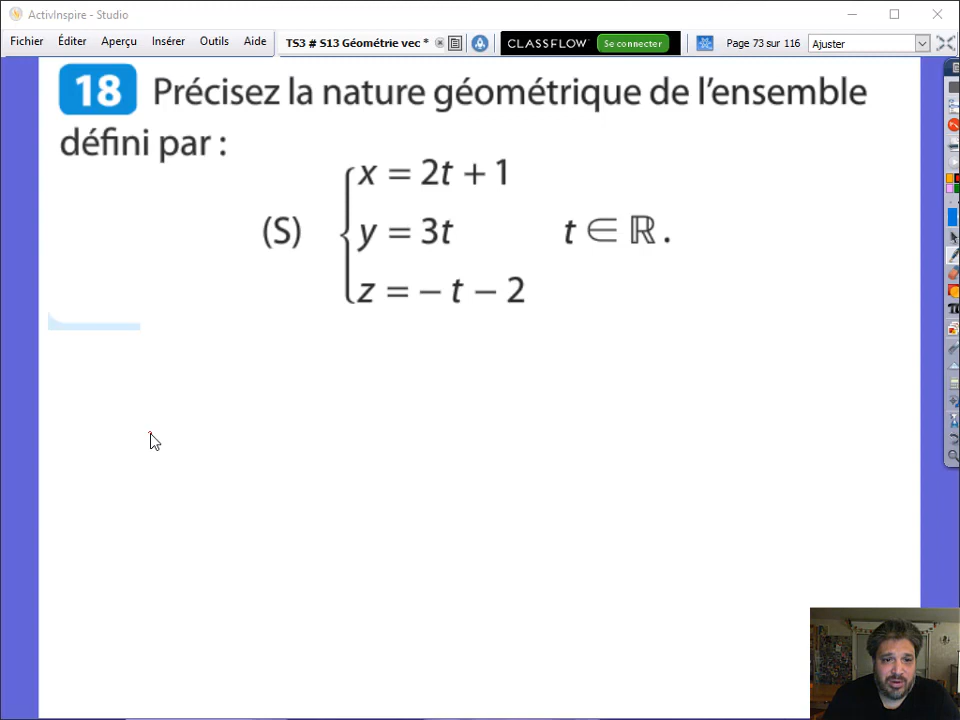 ActivInspire - Studio
Fichier Éditer Aperçu Insérer Outils Aide TS3 # S13 Géométrie vec * CLASSFLOW Se connecter Page 73 sur 116 Ajuster
18 Précisez la nature géométrique de l'ensemble
défini par :
x = 2t + 1
(S) y = 3t t ∈ ℝ .
z = – t – 2